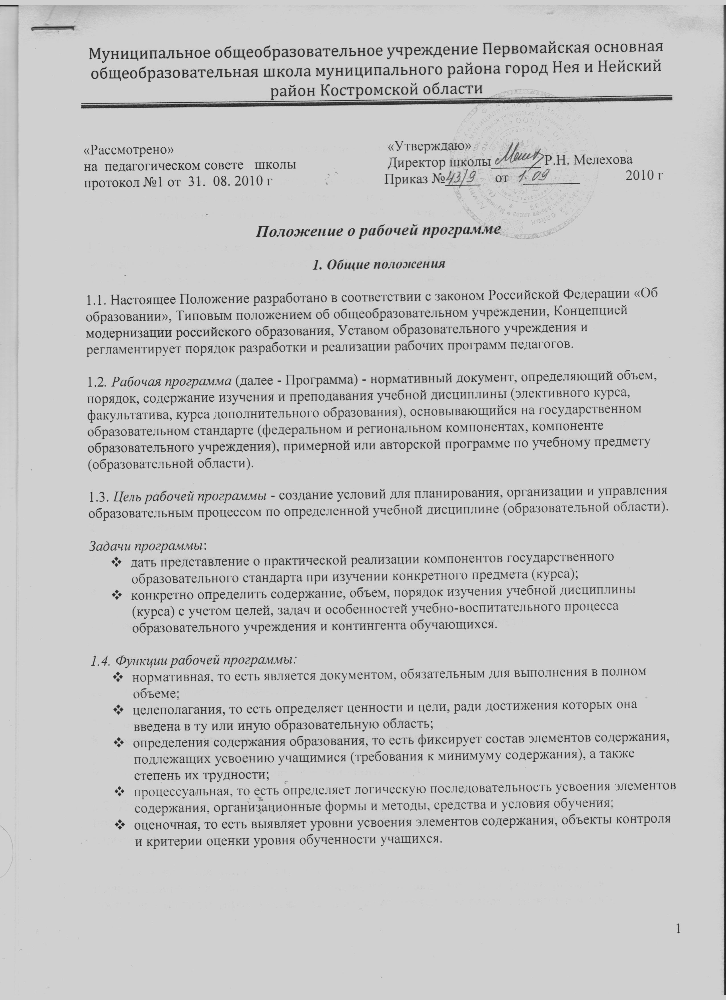 Муниципальное общеобразовательное учреждение Первомайская основная
общеобразовательная школа муниципального района город Нея и Нейский
район Костромской области
«Рассмотрено»
на педагогическом совете школы
протокол №1 от 31. 08. 2010 г
«Утверждаю»
Директор школы Р.Н. Мелехова
Приказ № 43/9 от 1. 09 2010 г
Положение о рабочей программе
1. Общие положения
1.1. Настоящее Положение разработано в соответствии с законом Российской Федерации «Об
образовании», Типовым положением об общеобразовательном учреждении, Концепцией
модернизации российского образования, Уставом образовательного учреждения и
регламентирует порядок разработки и реализации рабочих программ педагогов.
1.2. Рабочая программа (далее - Программа) - нормативный документ, определяющий объем,
порядок, содержание изучения и преподавания учебной дисциплины (элективного курса,
факультатива, курса дополнительного образования), основывающийся на государственном
образовательном стандарте (федеральном и региональном компонентах, компоненте
образовательного учреждения), примерной или авторской программе по учебному предмету
(образовательной области).
1.3. Цель рабочей программы - создание условий для планирования, организации и управления
образовательным процессом по определенной учебной дисциплине (образовательной области).
Задачи программы:
❖ дать представление о практической реализации компонентов государственного
образовательного стандарта при изучении конкретного предмета (курса);
❖ конкретно определить содержание, объем, порядок изучения учебной дисциплины
(курса) с учетом целей, задач и особенностей учебно-воспитательного процесса
образовательного учреждения и контингента обучающихся.
1.4. Функции рабочей программы:
❖ нормативная, то есть является документом, обязательным для выполнения в полном
объеме;
❖ целеполагания, то есть определяет ценности и цели, ради достижения которых она
введена в ту или иную образовательную область;
❖ определения содержания образования, то есть фиксирует состав элементов содержания,
подлежащих усвоению учащимися (требования к минимуму содержания), а также
степень их трудности;
❖ процессуальная, то есть определяет логическую последовательность усвоения элементов
содержания, организационные формы и методы, средства и условия обучения;
❖ оценочная, то есть выявляет уровни усвоения элементов содержания, объекты контроля
и критерии оценки уровня обученности учащихся.
1